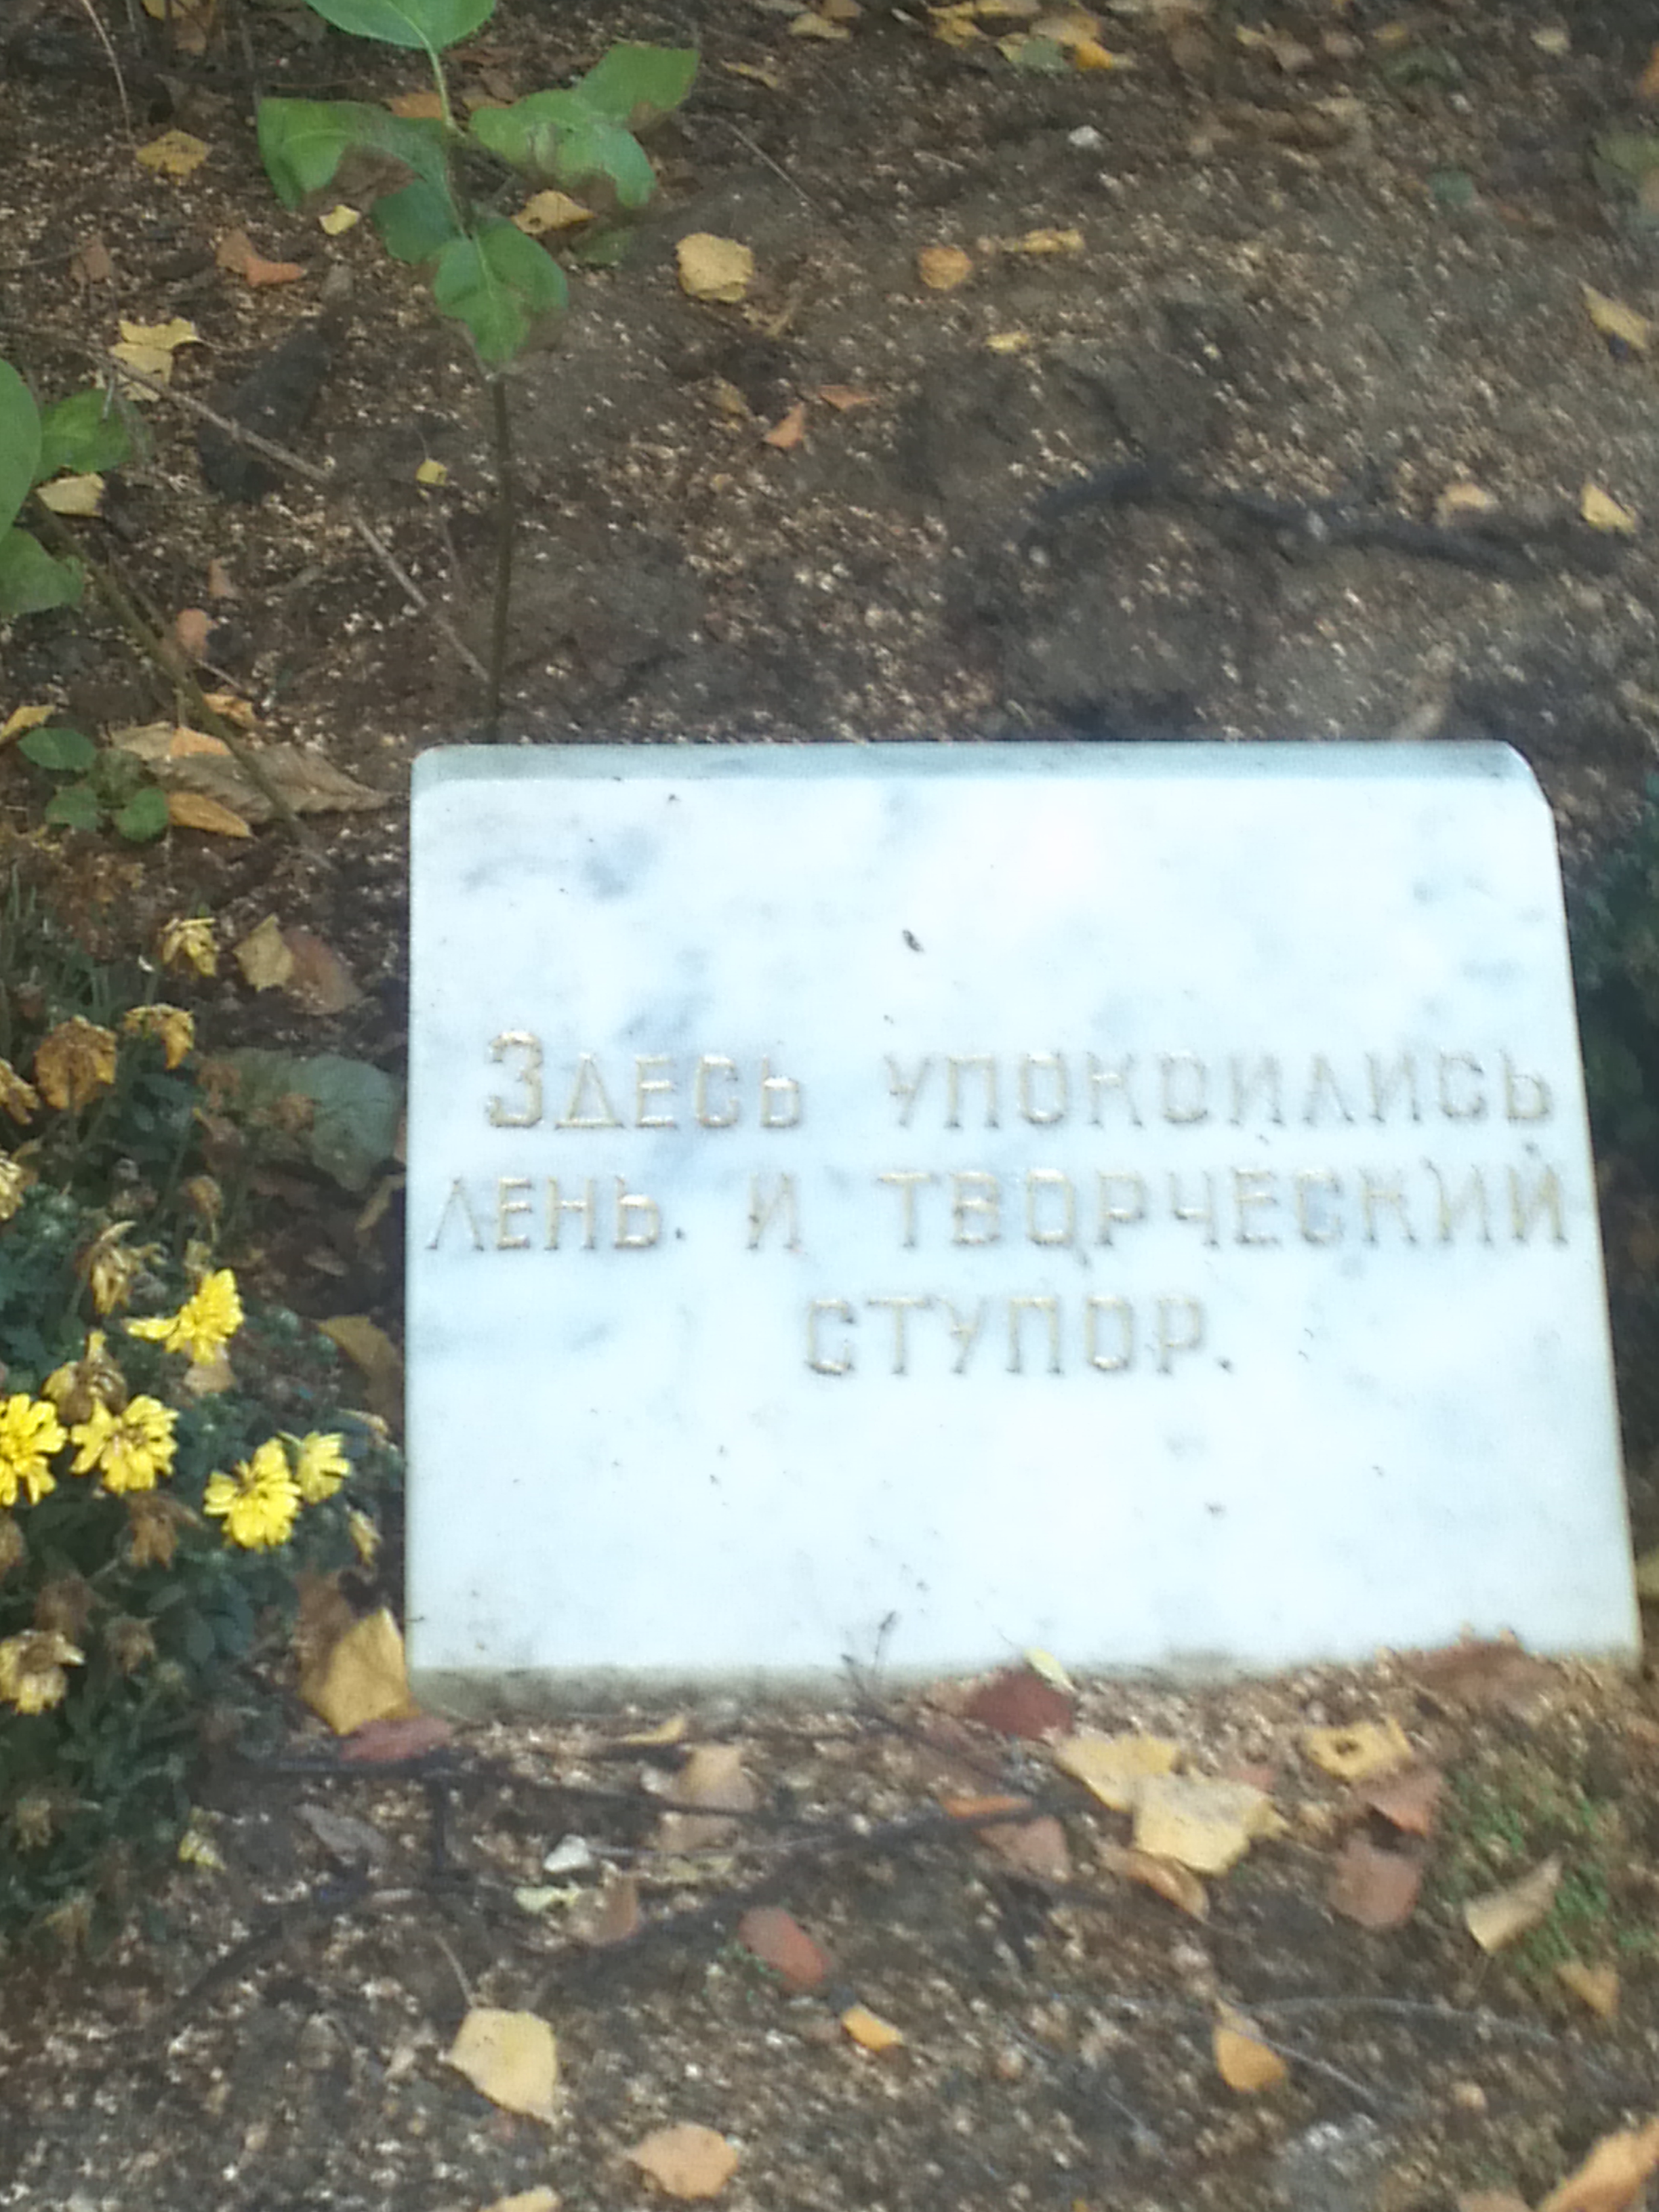 Здесь упокоились
лень и творческий
ступор.